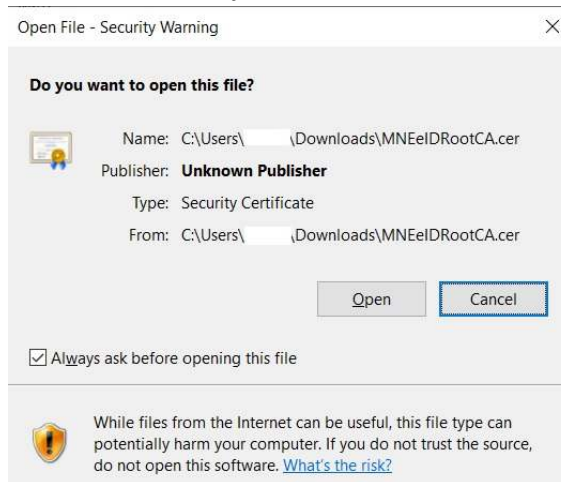 Open File - Security Warning
Do you want to open this file?
Name: C:\Users\ \Downloads\MNEeIDRootCA.cer
Publisher: Unknown Publisher
Type: Security Certificate
From: C:\Users\ \Downloads\MNEeIDRootCA.cer
Open Cancel
Always ask before opening this file
While files from the Internet can be useful, this file type can
potentially harm your computer. If you do not trust the source,
do not open this software. What's the risk?